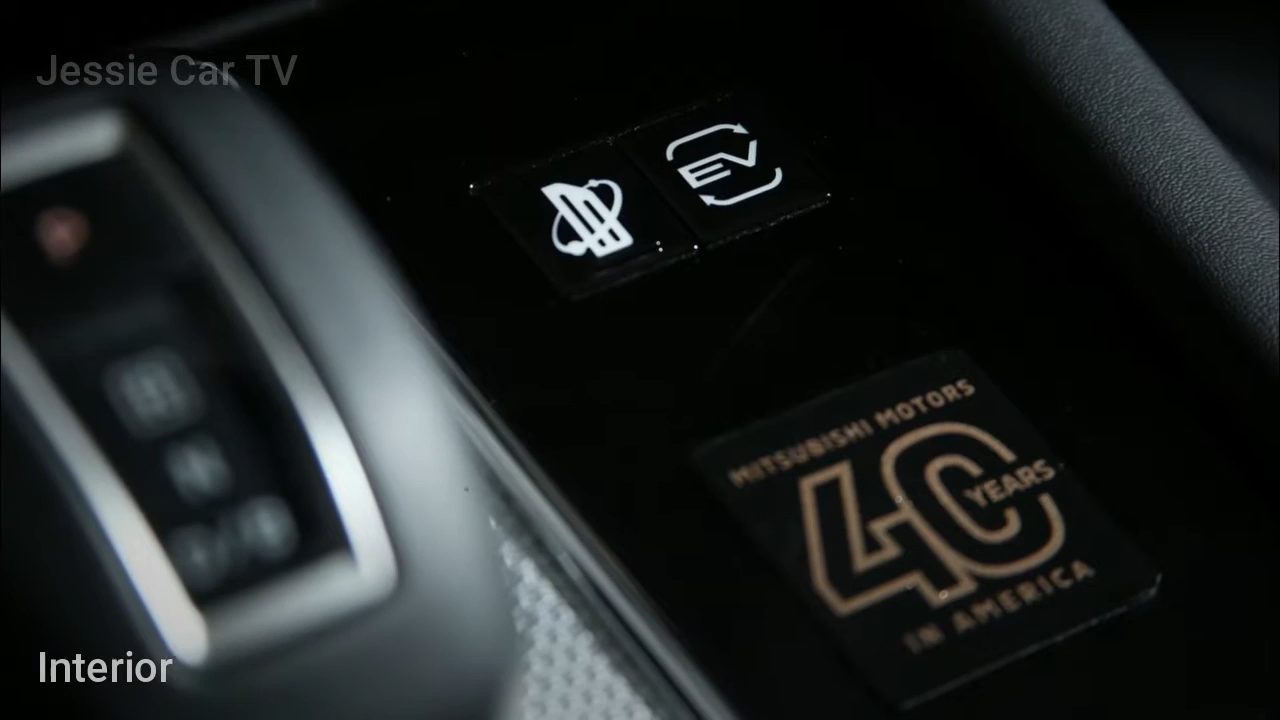 Jessie Car TV
EV
MITSUBISHI MOTORS
40
YEARS
IN AMERICA
Interior